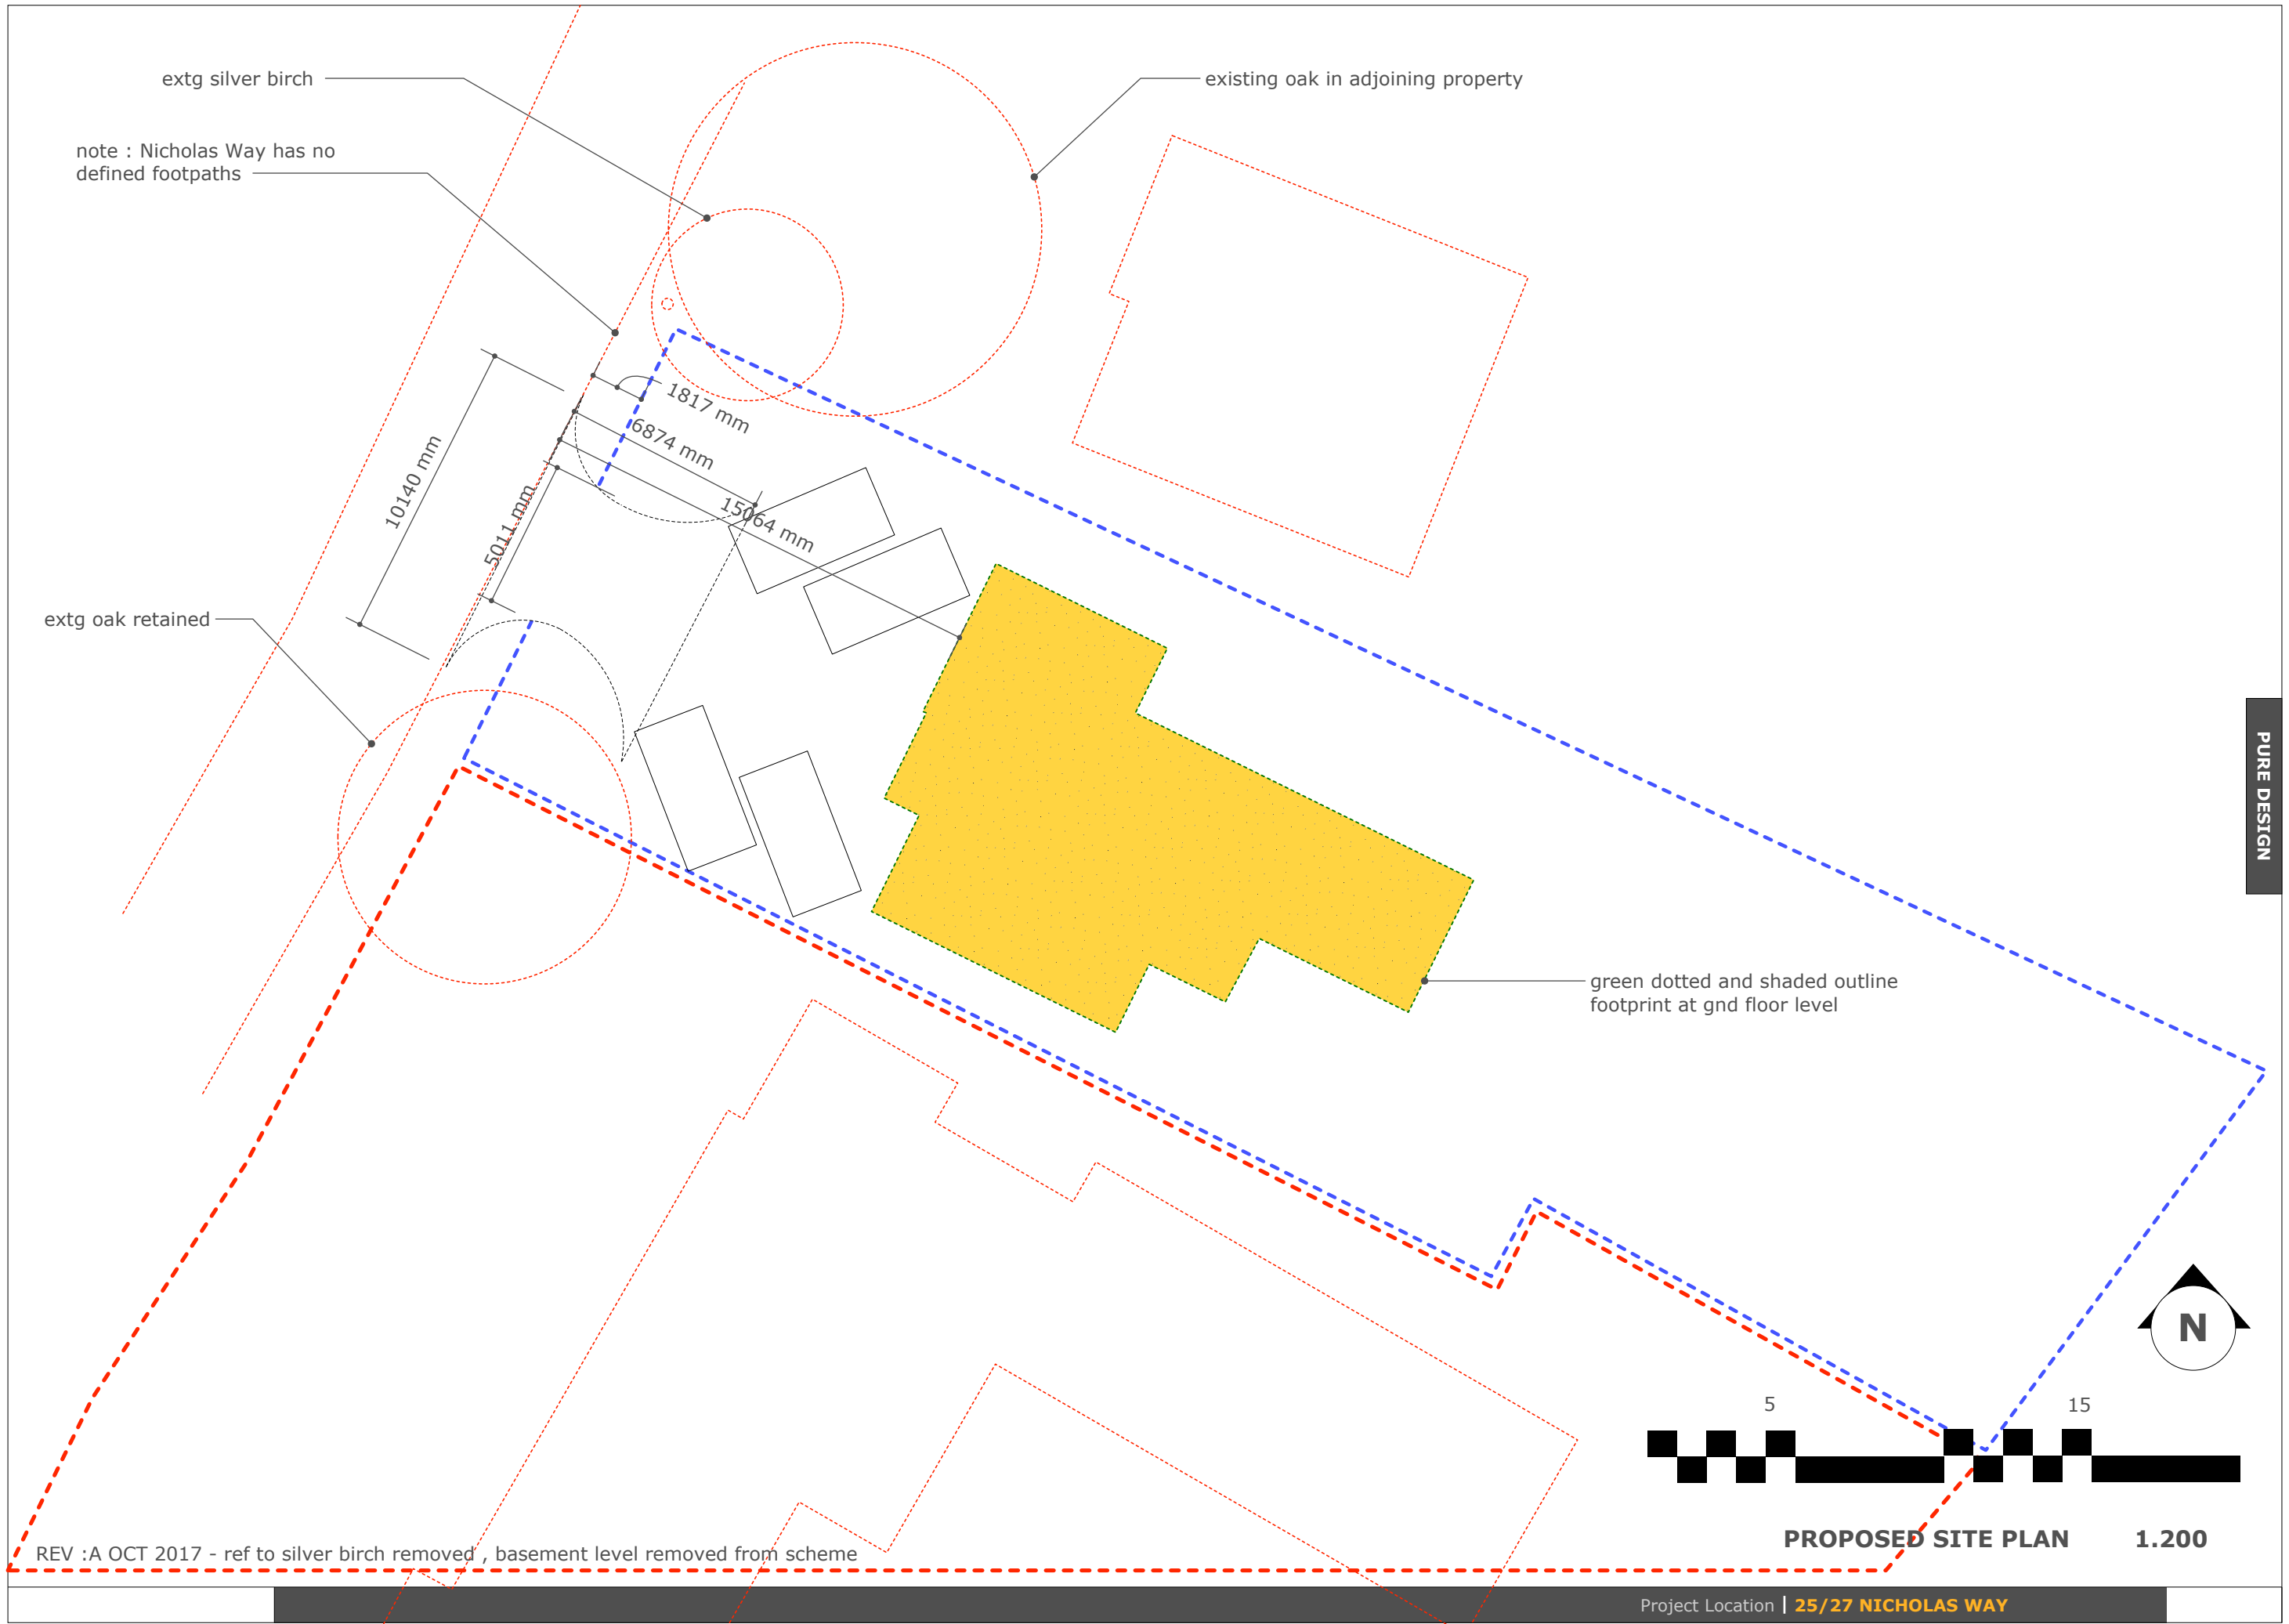 extg silver birch
existing oak in adjoining property
note : Nicholas Way has no
defined footpaths
1817 mm
6874 mm
10140 mm
15064 mm
5011 mm
extg oak retained
PURE DESIGN
green dotted and shaded outline
footprint at gnd floor level
N
5
15
PROPOSED SITE PLAN 1.200
REV :A OCT 2017 - ref to silver birch removed , basement level removed from scheme
Project Location | 25/27 NICHOLAS WAY